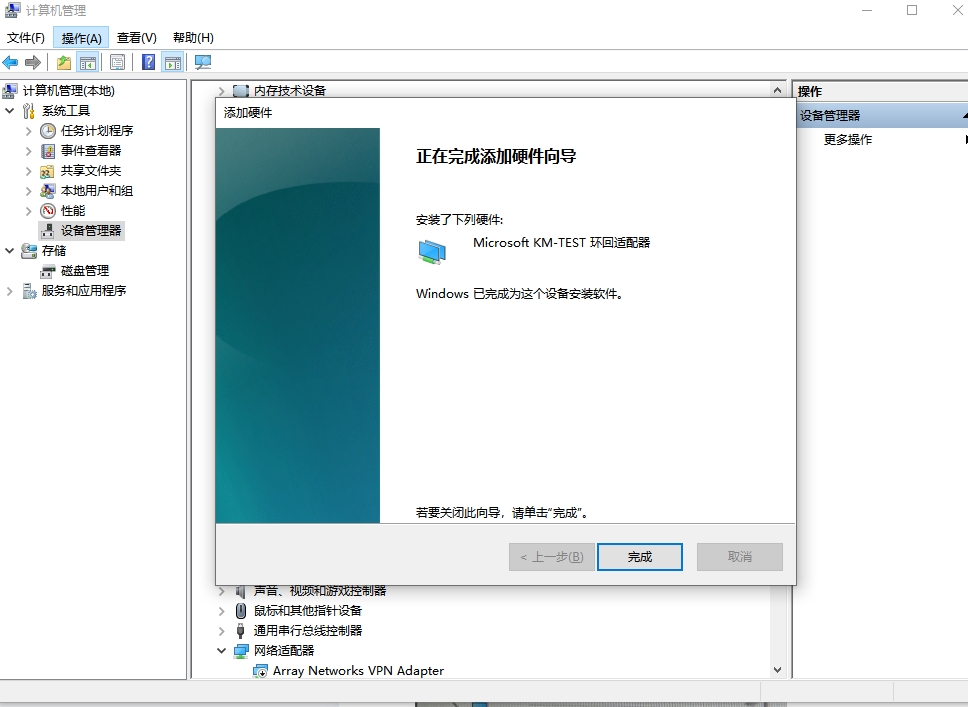 计算机管理
文件(F) 操作(A) 查看(V) 帮助(H)
计算机管理(本地)
系统工具
任务计划程序
事件查看器
共享文件夹
本地用户和组
性能
设备管理器
存储
磁盘管理
服务和应用程序
内存技术设备
添加硬件
正在完成添加硬件向导
安装了下列硬件:
Microsoft KM-TEST 环回适配器
Windows 已完成为这个设备安装软件。
若要关闭此向导，请单击“完成”。
< 上一步(B) 完成 取消
声音、视频和游戏控制器
鼠标和其他指针设备
通用串行总线控制器
网络适配器
Array Networks VPN Adapter
操作
设备管理器
更多操作